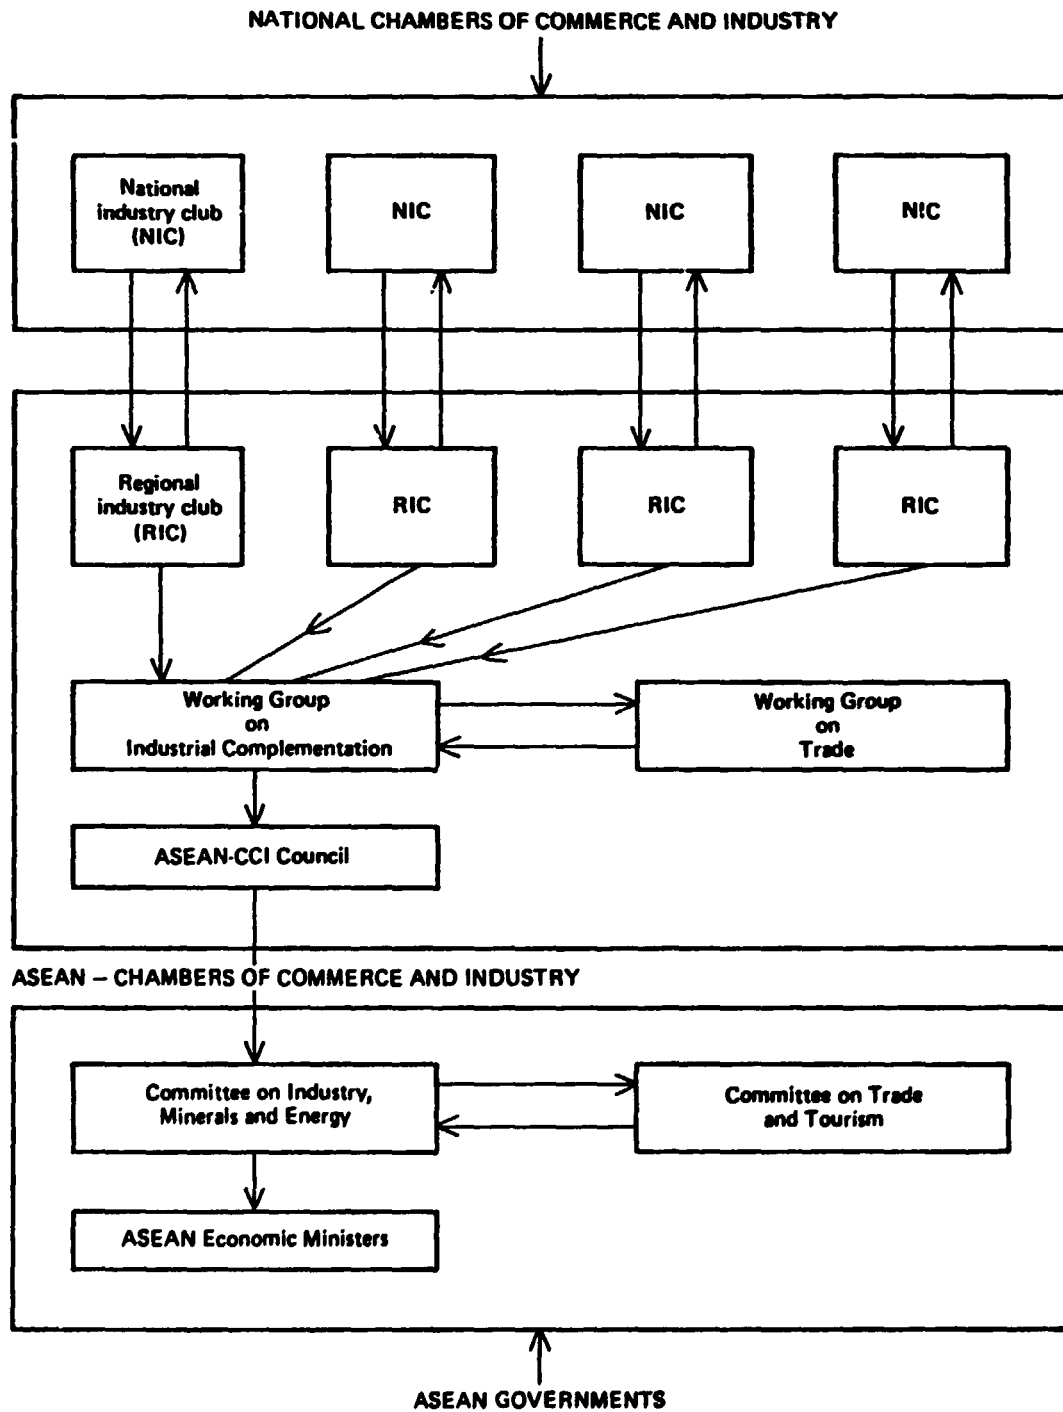 NATIONAL CHAMBERS OF COMMERCE AND INDUSTRY
National
industry club
(NIC)
NIC
NIC
NIC
Regional
industry club
(RIC)
RIC
RIC
RIC
Working Group
on
Industrial Complementation
Working Group
on
Trade
ASEAN-CCI Council
ASEAN – CHAMBERS OF COMMERCE AND INDUSTRY
Committee on Industry,
Minerals and Energy
Committee on Trade
and Tourism
ASEAN Economic Ministers
ASEAN GOVERNMENTS